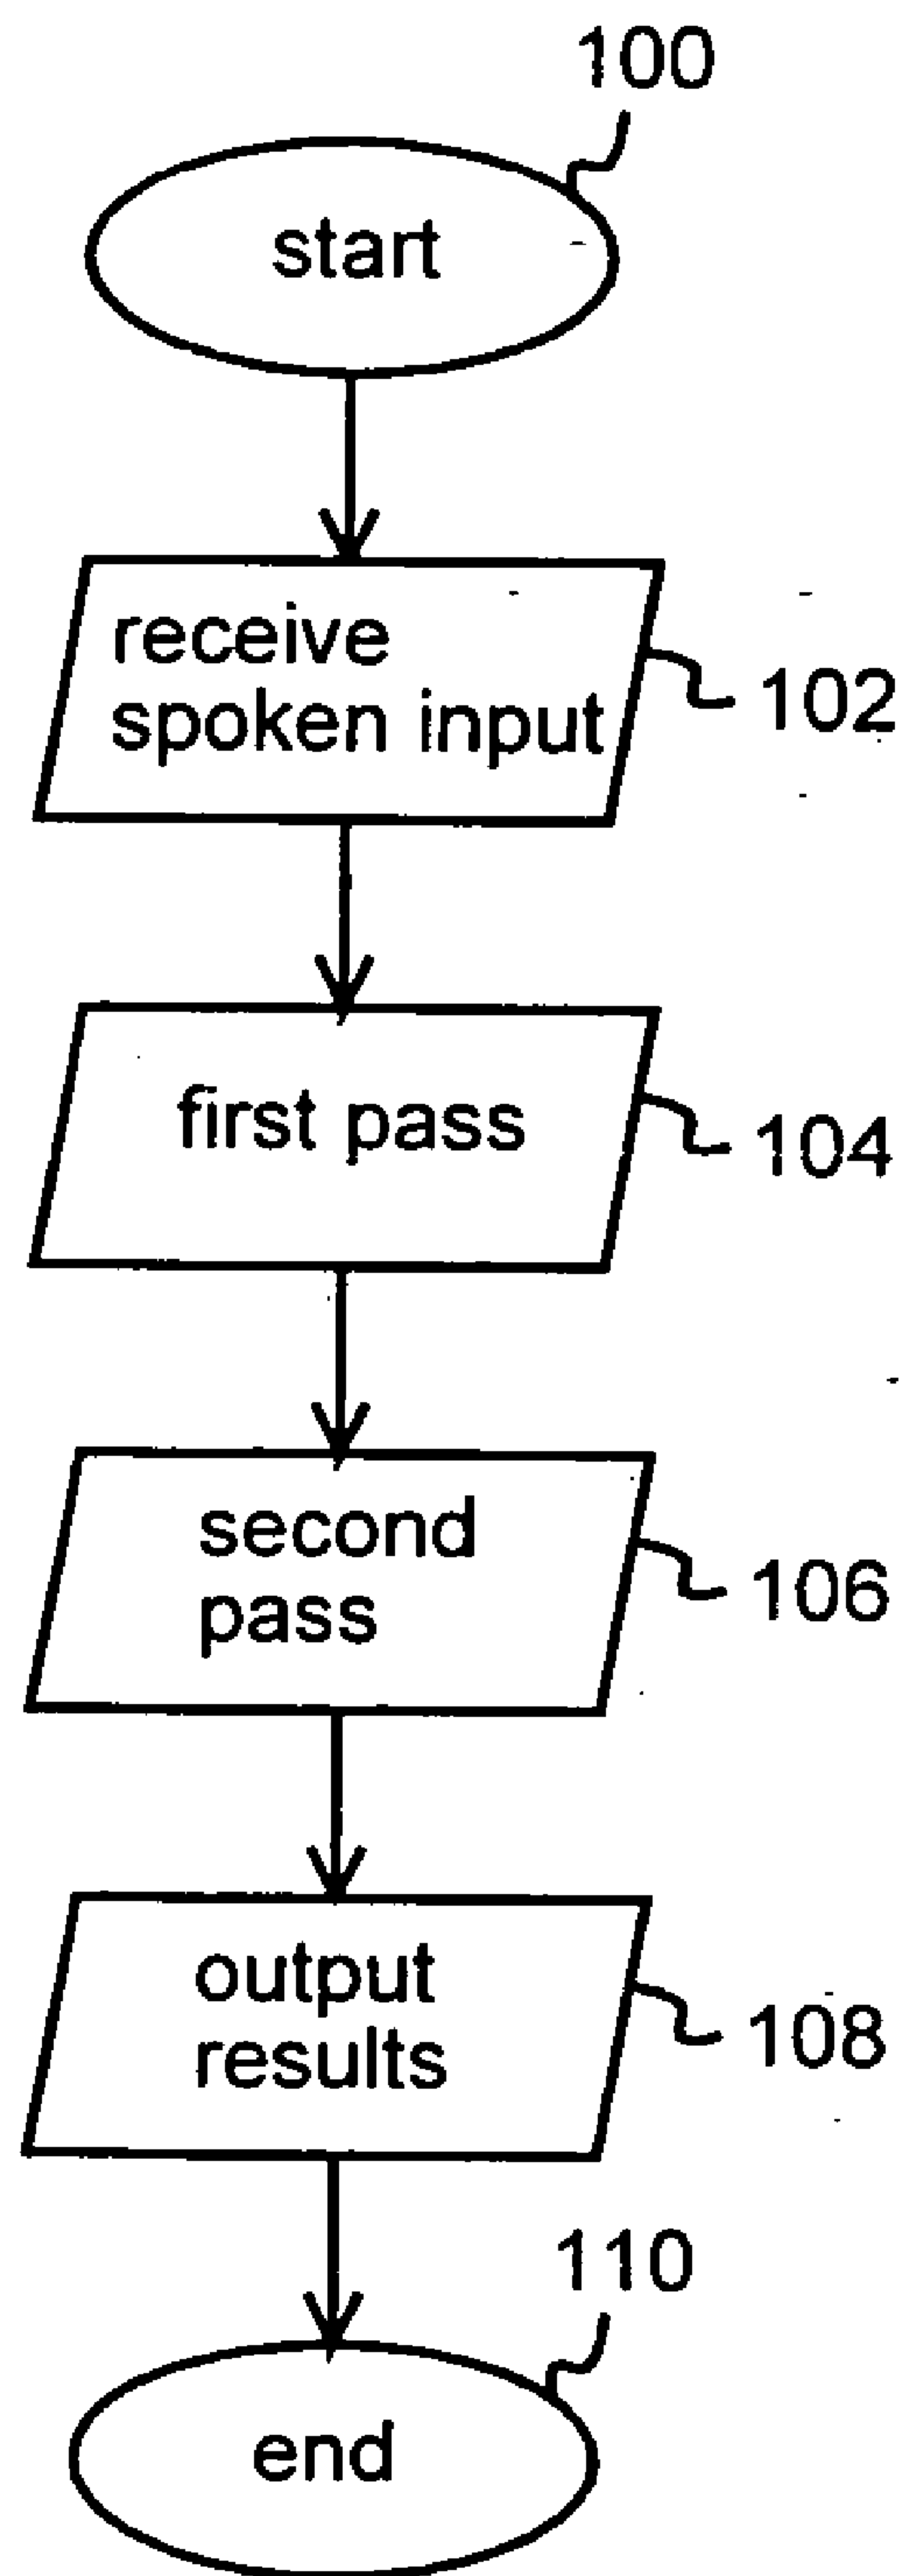 100
start
receive
spoken input
102
first pass
104
second
pass
106
output
results
108
110
end